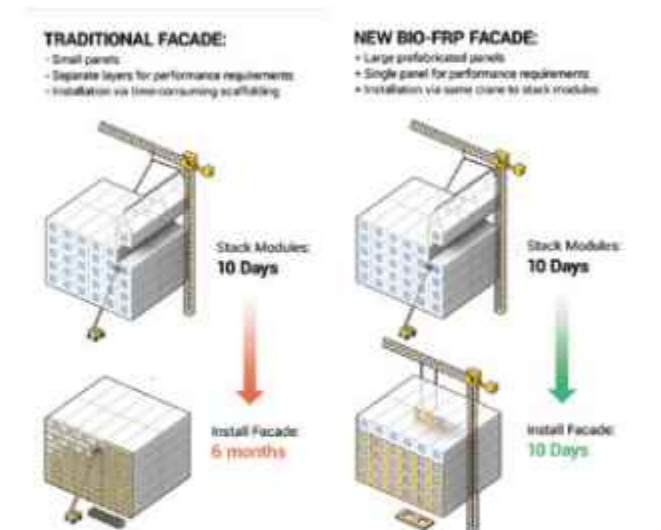 TRADITIONAL FACADE:
- Small panels
- Separate layers for performance requirements
- Installation via time-consuming scaffolding
Stack Modules:
10 Days
Install Facade:
6 months
NEW BIO-FRP FACADE:
+ Large prefabricated panels
+ Single panel for performance requirements
+ Installation via same crane to stack modules
Stack Modules:
10 Days
Install Facade:
10 Days